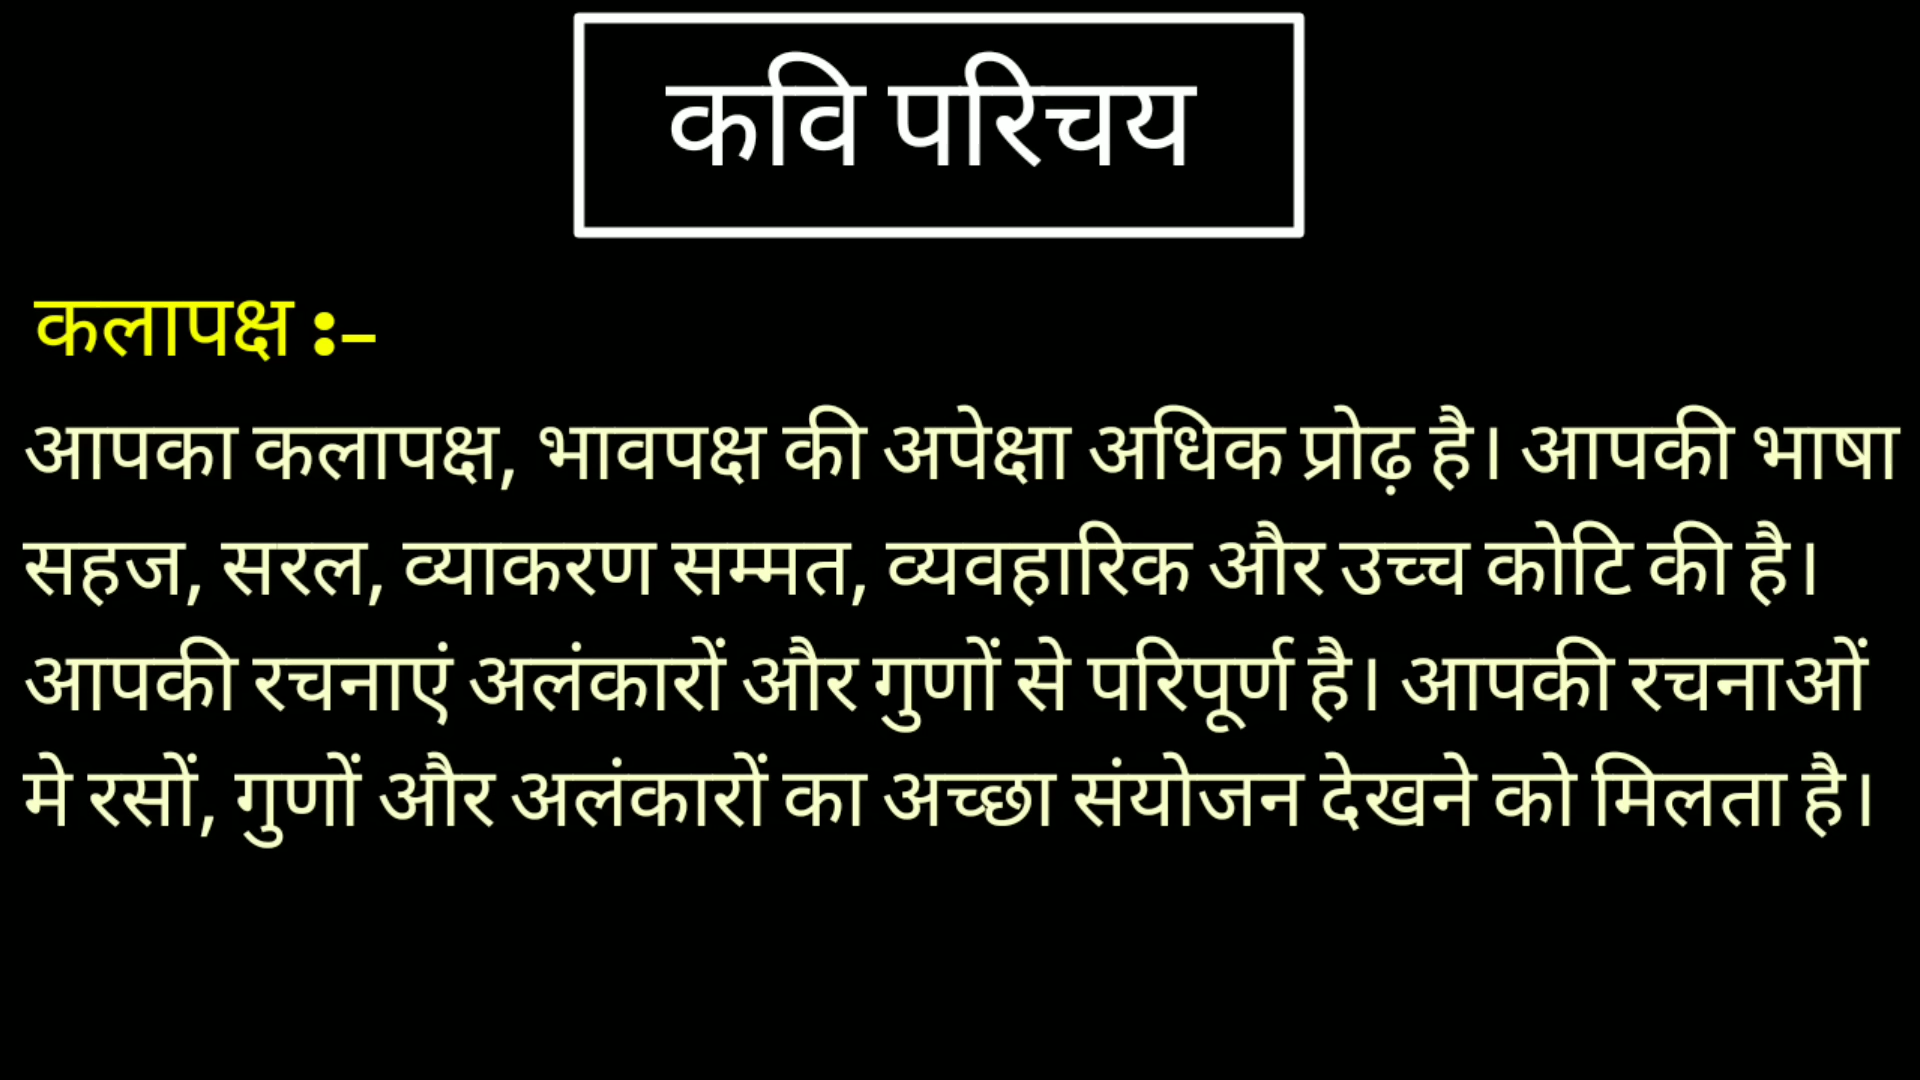 कवि परिचय
कलापक्ष :–
आपका कलापक्ष, भावपक्ष की अपेक्षा अधिक प्रोढ़ है। आपकी भाषा
सहज, सरल, व्याकरण सम्मत, व्यवहारिक और उच्च कोटि की है।
आपकी रचनाएं अलंकारों और गुणों से परिपूर्ण है। आपकी रचनाओं
मे रसों, गुणों और अलंकारों का अच्छा संयोजन देखने को मिलता है।